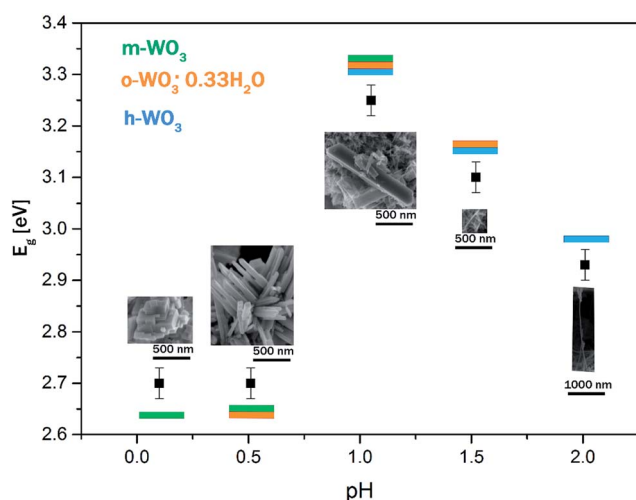 3.4
3.3
3.2
3.1
3.0
2.9
2.8
2.7
2.6
E₉ [eV]
m-WO₃
o-WO₃· 0.33H₂O
h-WO₃
500 nm
500 nm
500 nm
500 nm
1000 nm
0.0 0.5 1.0 1.5 2.0
pH